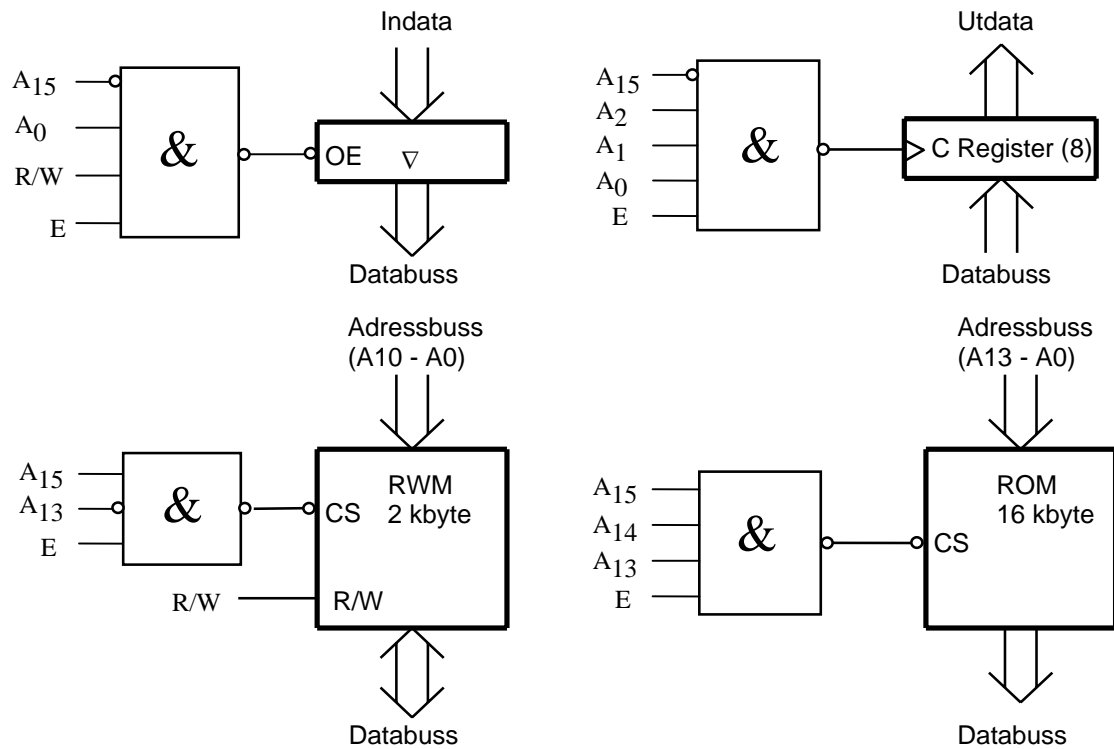 Indata
A15
A0
R/W
E
&
OE
∇
Databuss
Utdata
A15
A2
A1
A0
E
&
C Register (8)
Databuss
Adressbuss
(A10 - A0)
A15
A13
E
&
CS
RWM
2 kbyte
R/W
R/W
Databuss
Adressbuss
(A13 - A0)
A15
A14
A13
E
&
CS
ROM
16 kbyte
Databuss